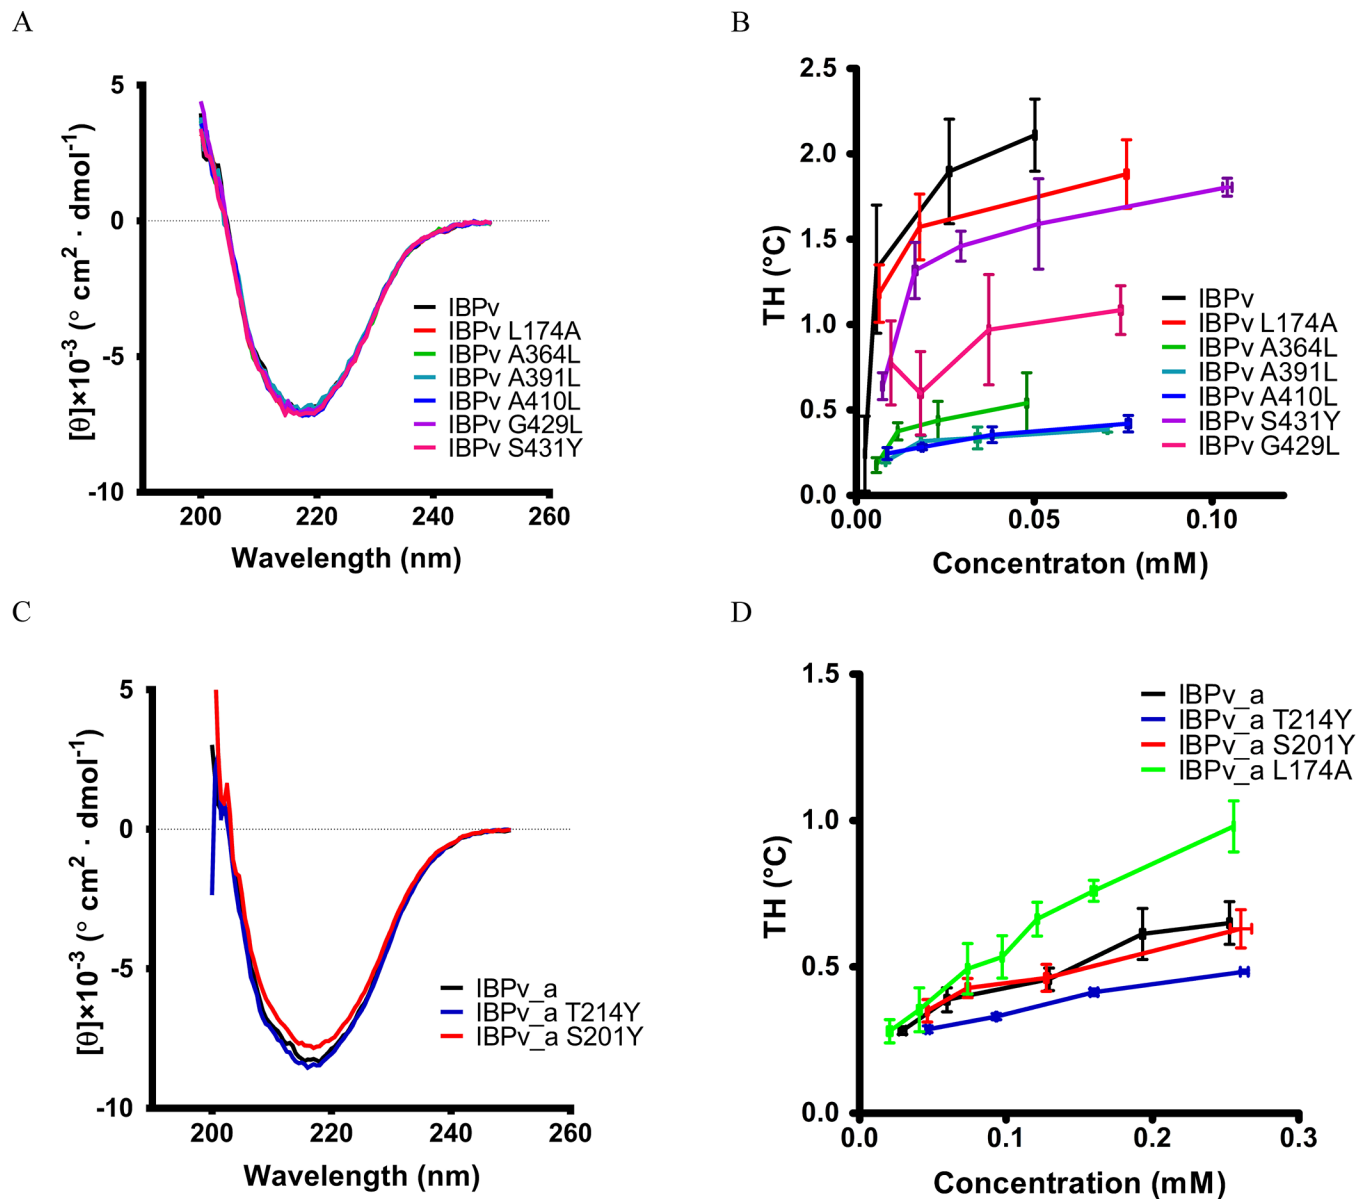 A
5
0
-5
-10
[θ]×10⁻³ (° cm² · dmol⁻¹)
IBPv
IBPv L174A
IBPv A364L
IBPv A391L
IBPv A410L
IBPv G429L
IBPv S431Y
200 220 240 260
Wavelength (nm)
B
2.5
2.0
1.5
1.0
0.5
0.0
TH (°C)
IBPv
IBPv L174A
IBPv A364L
IBPv A391L
IBPv A410L
IBPv S431Y
IBPv G429L
0.00 0.05 0.10
Concentraton (mM)
C
5
0
-5
-10
[θ]×10⁻³ (° cm² · dmol⁻¹)
IBPv_a
IBPv_a T214Y
IBPv_a S201Y
200 220 240 260
Wavelength (nm)
D
1.5
1.0
0.5
0.0
TH (°C)
IBPv_a
IBPv_a T214Y
IBPv_a S201Y
IBPv_a L174A
0.0 0.1 0.2 0.3
Concentration (mM)